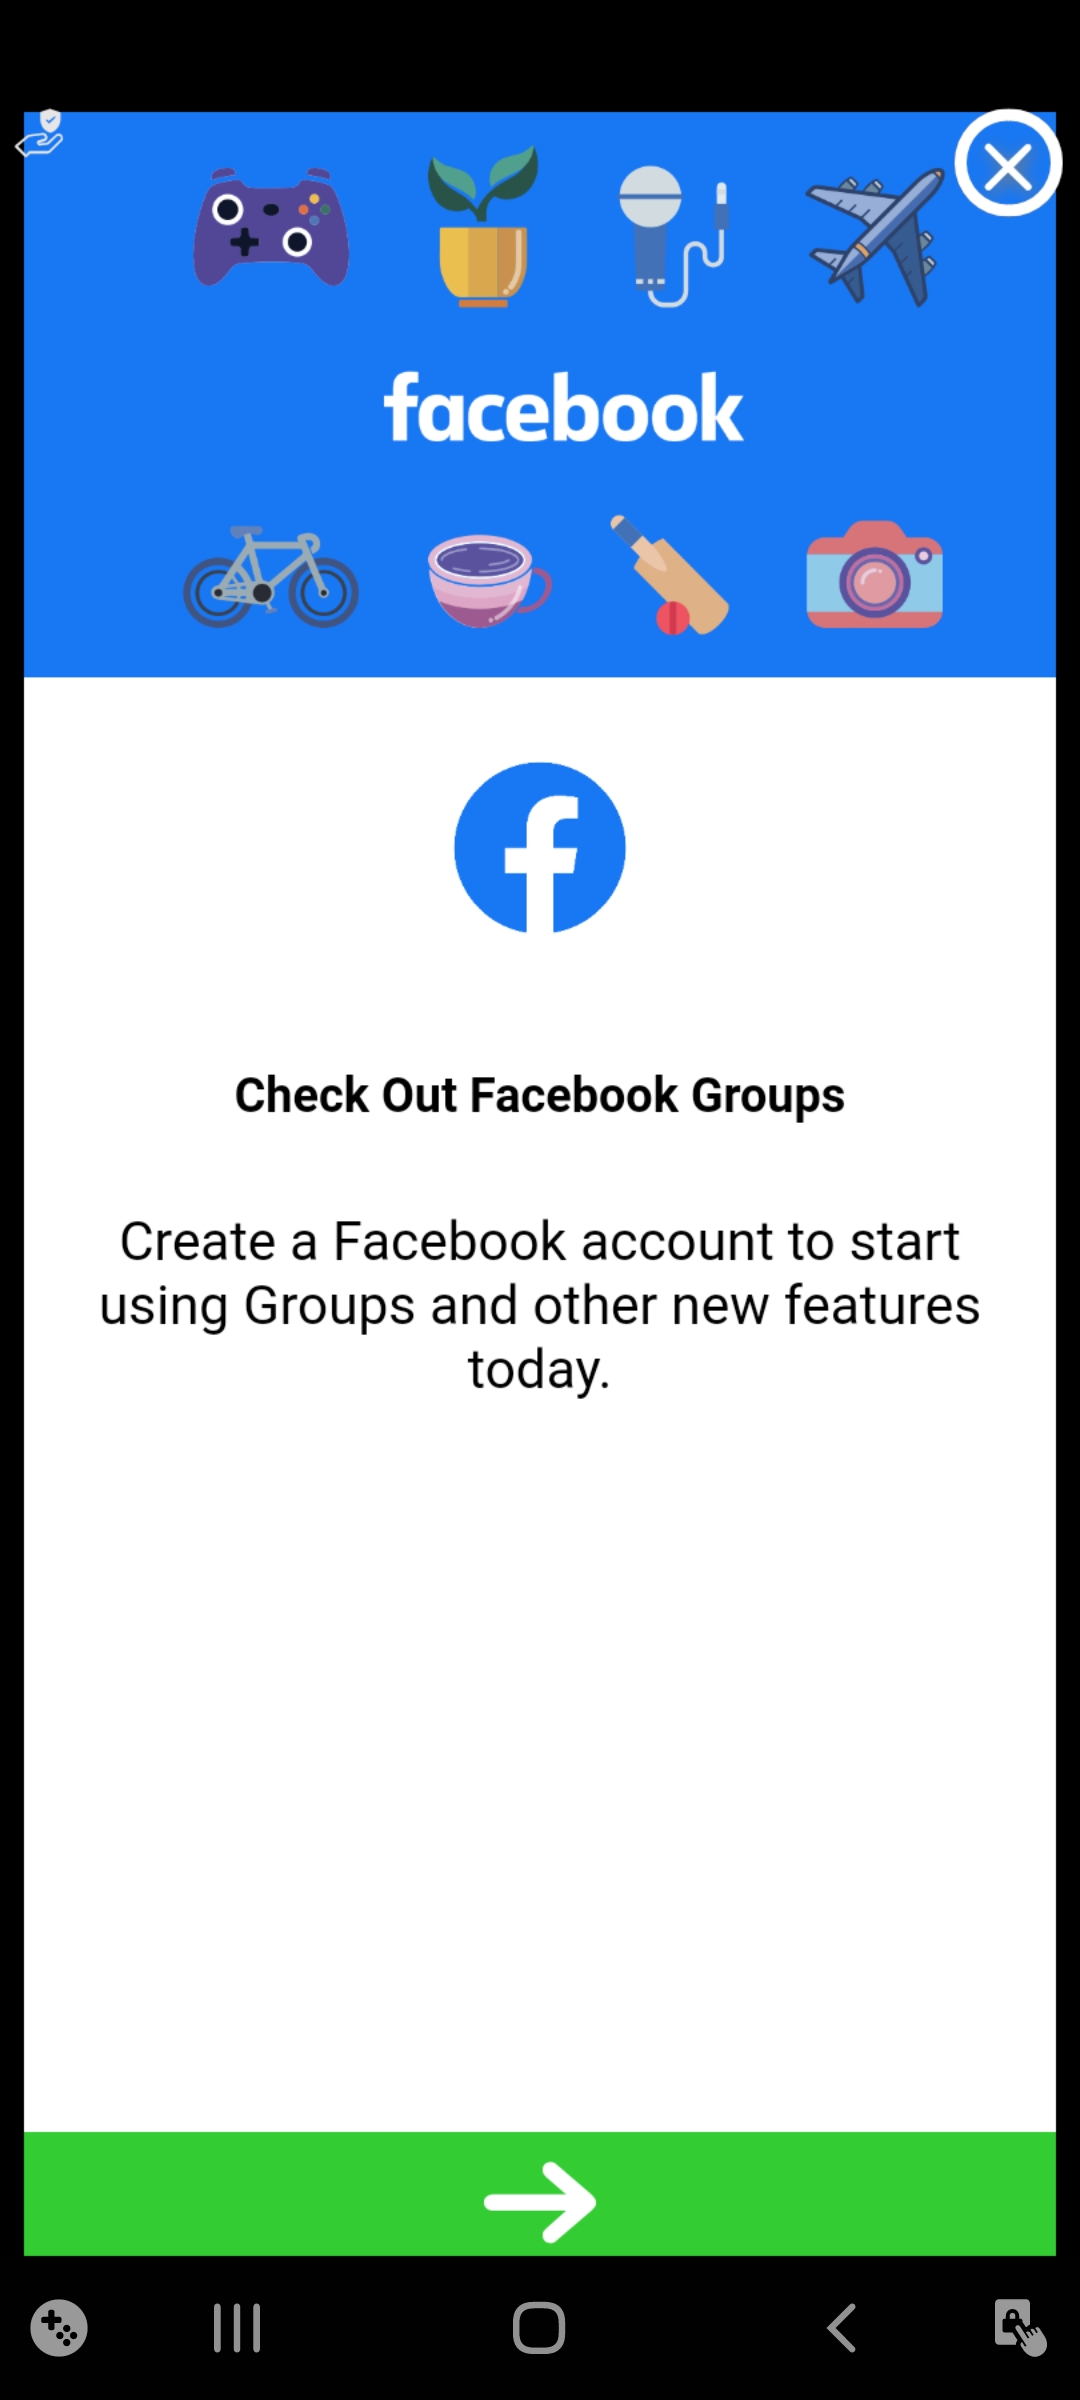 facebook
Check Out Facebook Groups
Create a Facebook account to start
using Groups and other new features
today.